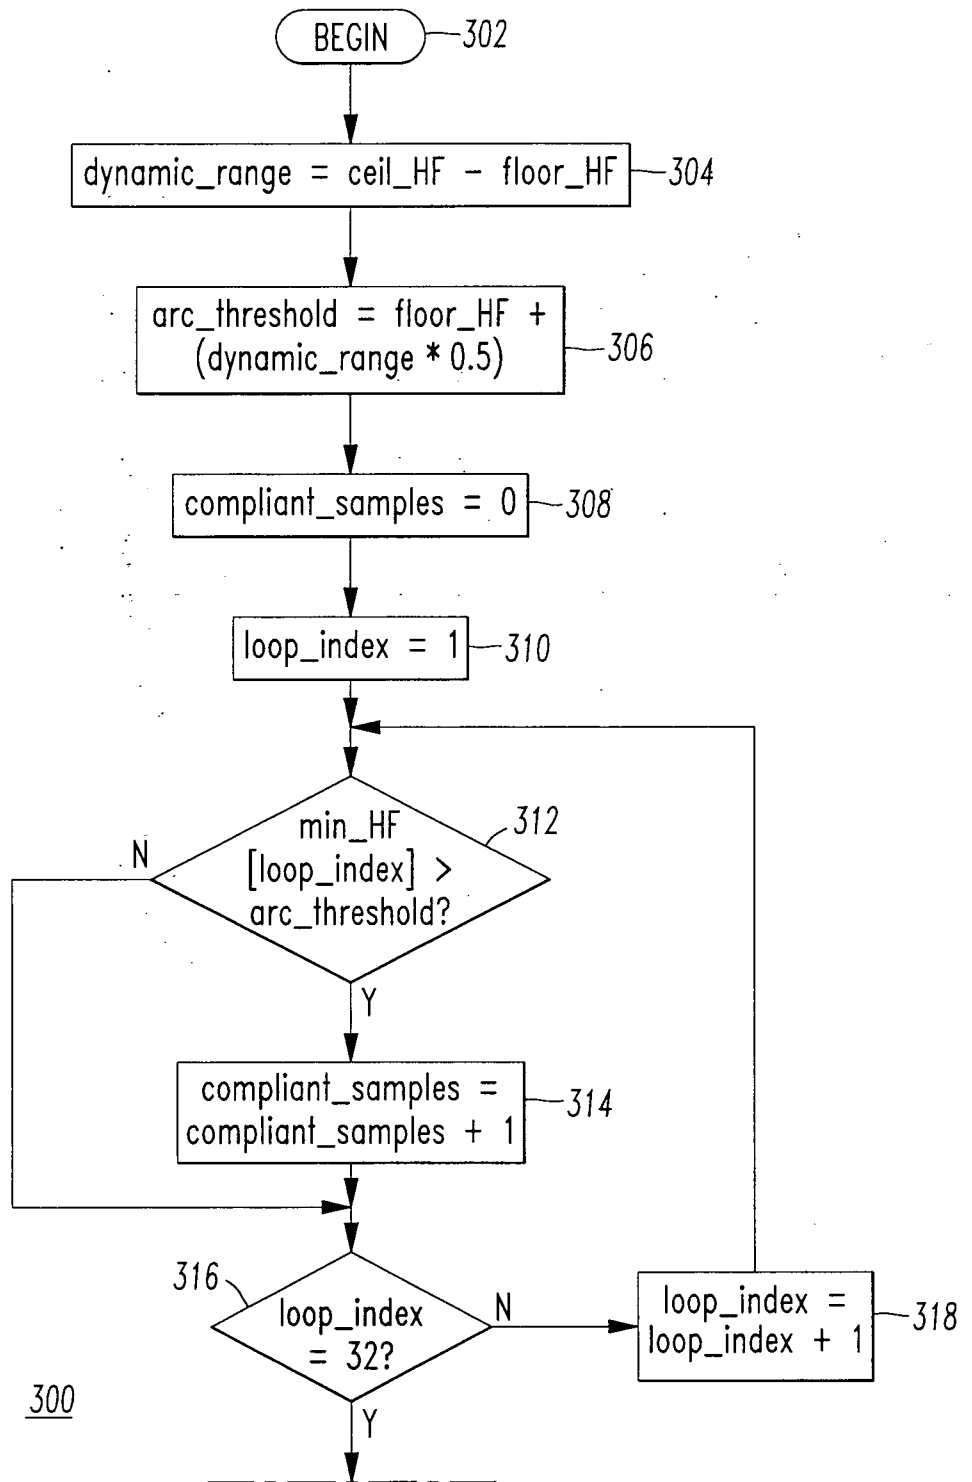 BEGIN
302
dynamic_range = ceil_HF - floor_HF
304
arc_threshold = floor_HF +
(dynamic_range * 0.5)
306
compliant_samples = 0
308
loop_index = 1
310
min_HF
[loop_index] >
arc_threshold?
312
N
Y
compliant_samples =
compliant_samples + 1
314
316
loop_index
= 32?
N
loop_index =
loop_index + 1
318
300
Y